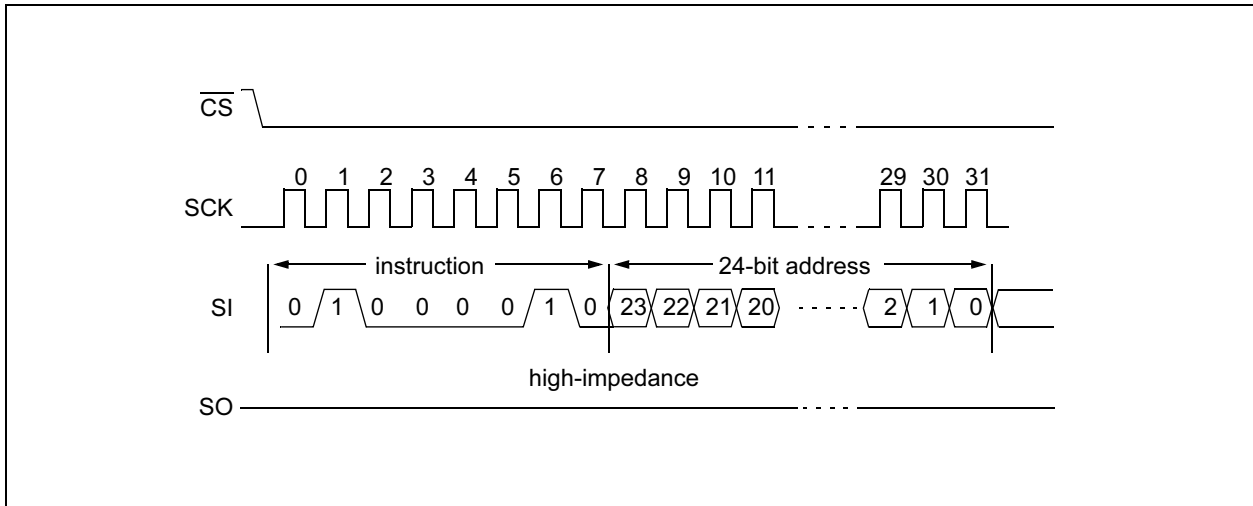 CS
0 1 2 3 4 5 6 7 8 9 10 11 29 30 31
SCK
instruction 24-bit address
SI 0 1 0 0 0 0 1 0 23 22 21 20 2 1 0
high-impedance
SO